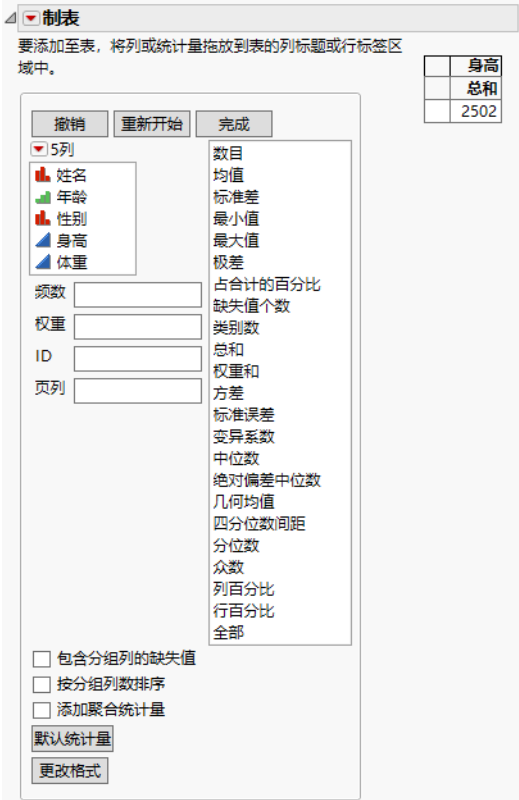 制表
要添加至表，将列或统计量拖放到表的列标题或行标签区
域中。
身高
总和
2502
撤销 重新开始 完成
5列
姓名
年龄
性别
身高
体重
频数
权重
ID
页列
数目
均值
标准差
最小值
最大值
极差
占合计的百分比
缺失值个数
类别数
总和
权重和
方差
标准误差
变异系数
中位数
绝对偏差中位数
几何均值
四分位数间距
分位数
众数
列百分比
行百分比
全部
包含分组列的缺失值
按分组列数排序
添加聚合统计量
默认统计量
更改格式